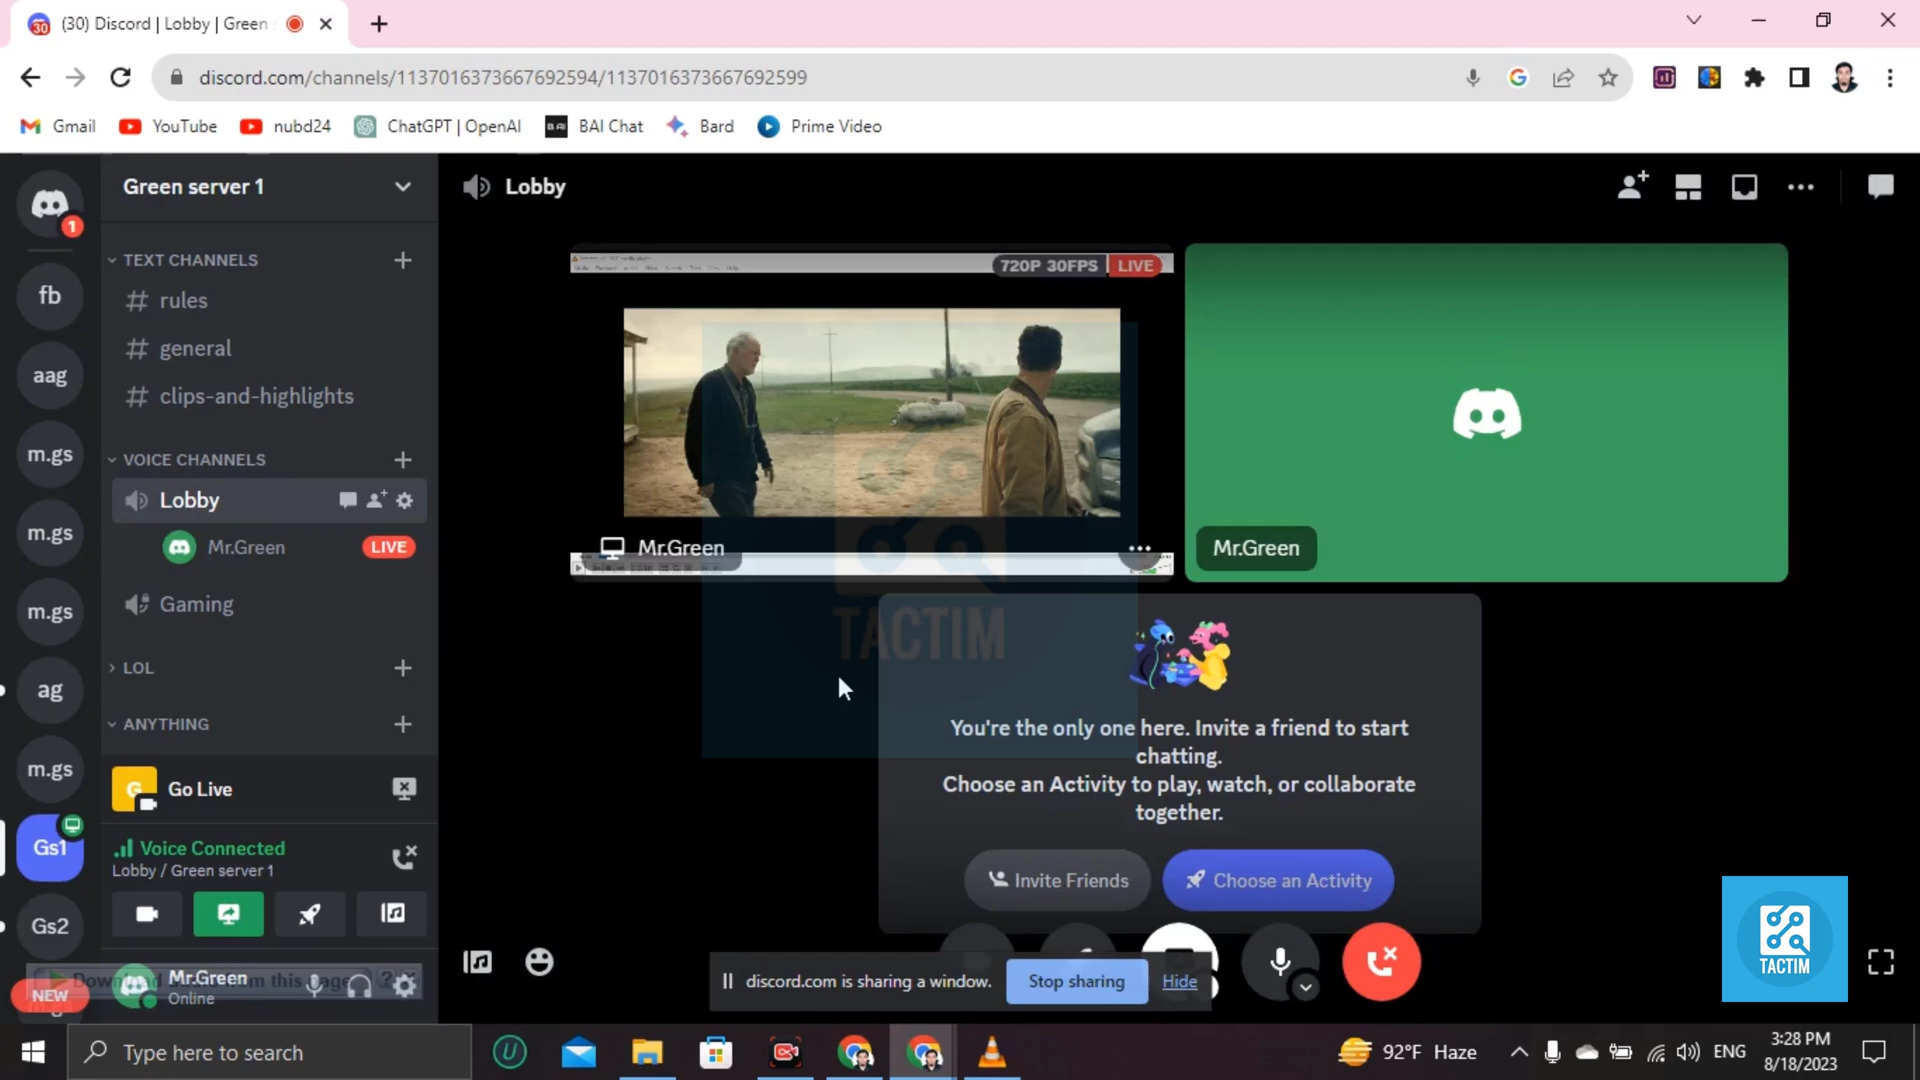 (30) Discord | Lobby | Green
discord.com/channels/1137016373667692594/1137016373667692599
Gmail
YouTube
nubd24
ChatGPT | OpenAI
BAI
BAI Chat
Bard
Prime Video
1
fb
aag
m.gs
m.gs
m.gs
ag
m.gs
Gs1
Gs2
NEW
Green server 1
TEXT CHANNELS
rules
general
clips-and-highlights
VOICE CHANNELS
Lobby
Mr.Green
LIVE
Gaming
LOL
ANYTHING
G
Go Live
Voice Connected
Lobby / Green server 1
Mr.Green
Online
Lobby
720P 30FPS LIVE
Mr.Green
Mr.Green
TACTIM
You're the only one here. Invite a friend to start
chatting.
Choose an Activity to play, watch, or collaborate
together.
Invite Friends
Choose an Activity
discord.com is sharing a window.
Stop sharing
Hide
TACTIM
Type here to search
92°F Haze
ENG
3:28 PM
8/18/2023